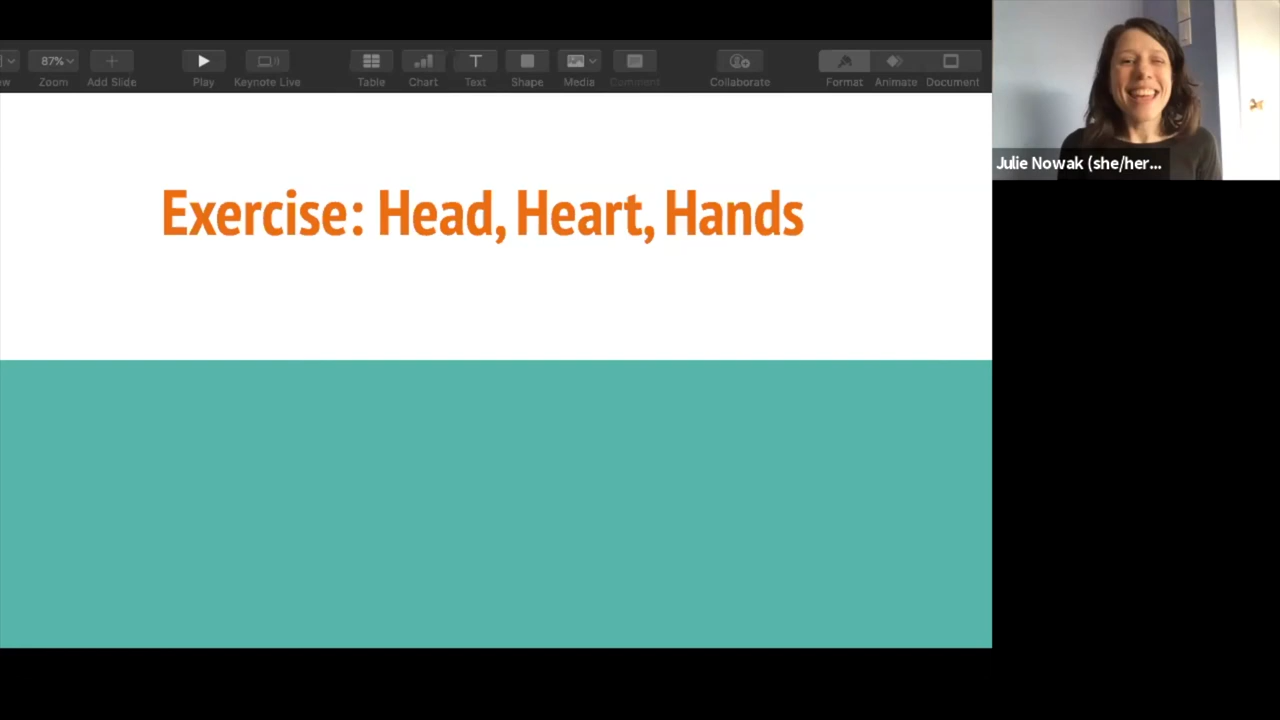 87%
w Zoom Add Slide Play Keynote Live Table Chart Text Shape Media Comment Collaborate Format Animate Document
Julie Nowak (she/her...
Exercise: Head, Heart, Hands